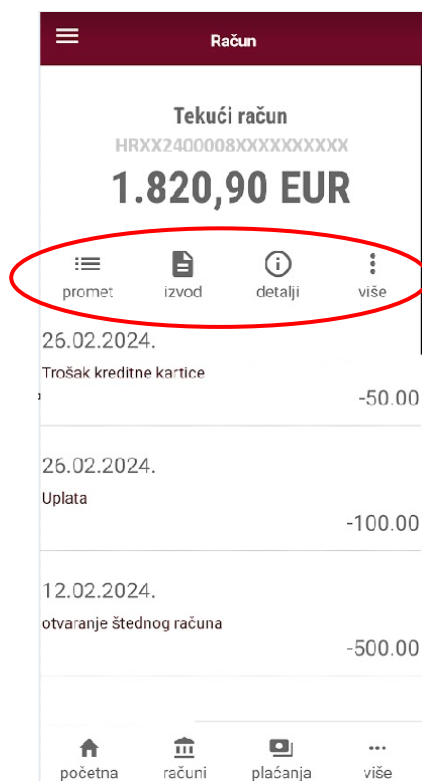 Račun
Tekući račun
HRXX2400008XXXXXXXXXX
1.820,90 EUR
promet izvod detalji više
26.02.2024.
Trošak kreditne kartice
-50.00
26.02.2024.
Uplata
-100.00
12.02.2024.
otvaranje štednog računa
-500.00
početna računi plaćanja više